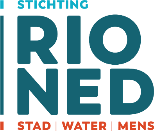 STICHTING
RIO
NED
STAD | WATER | MENS